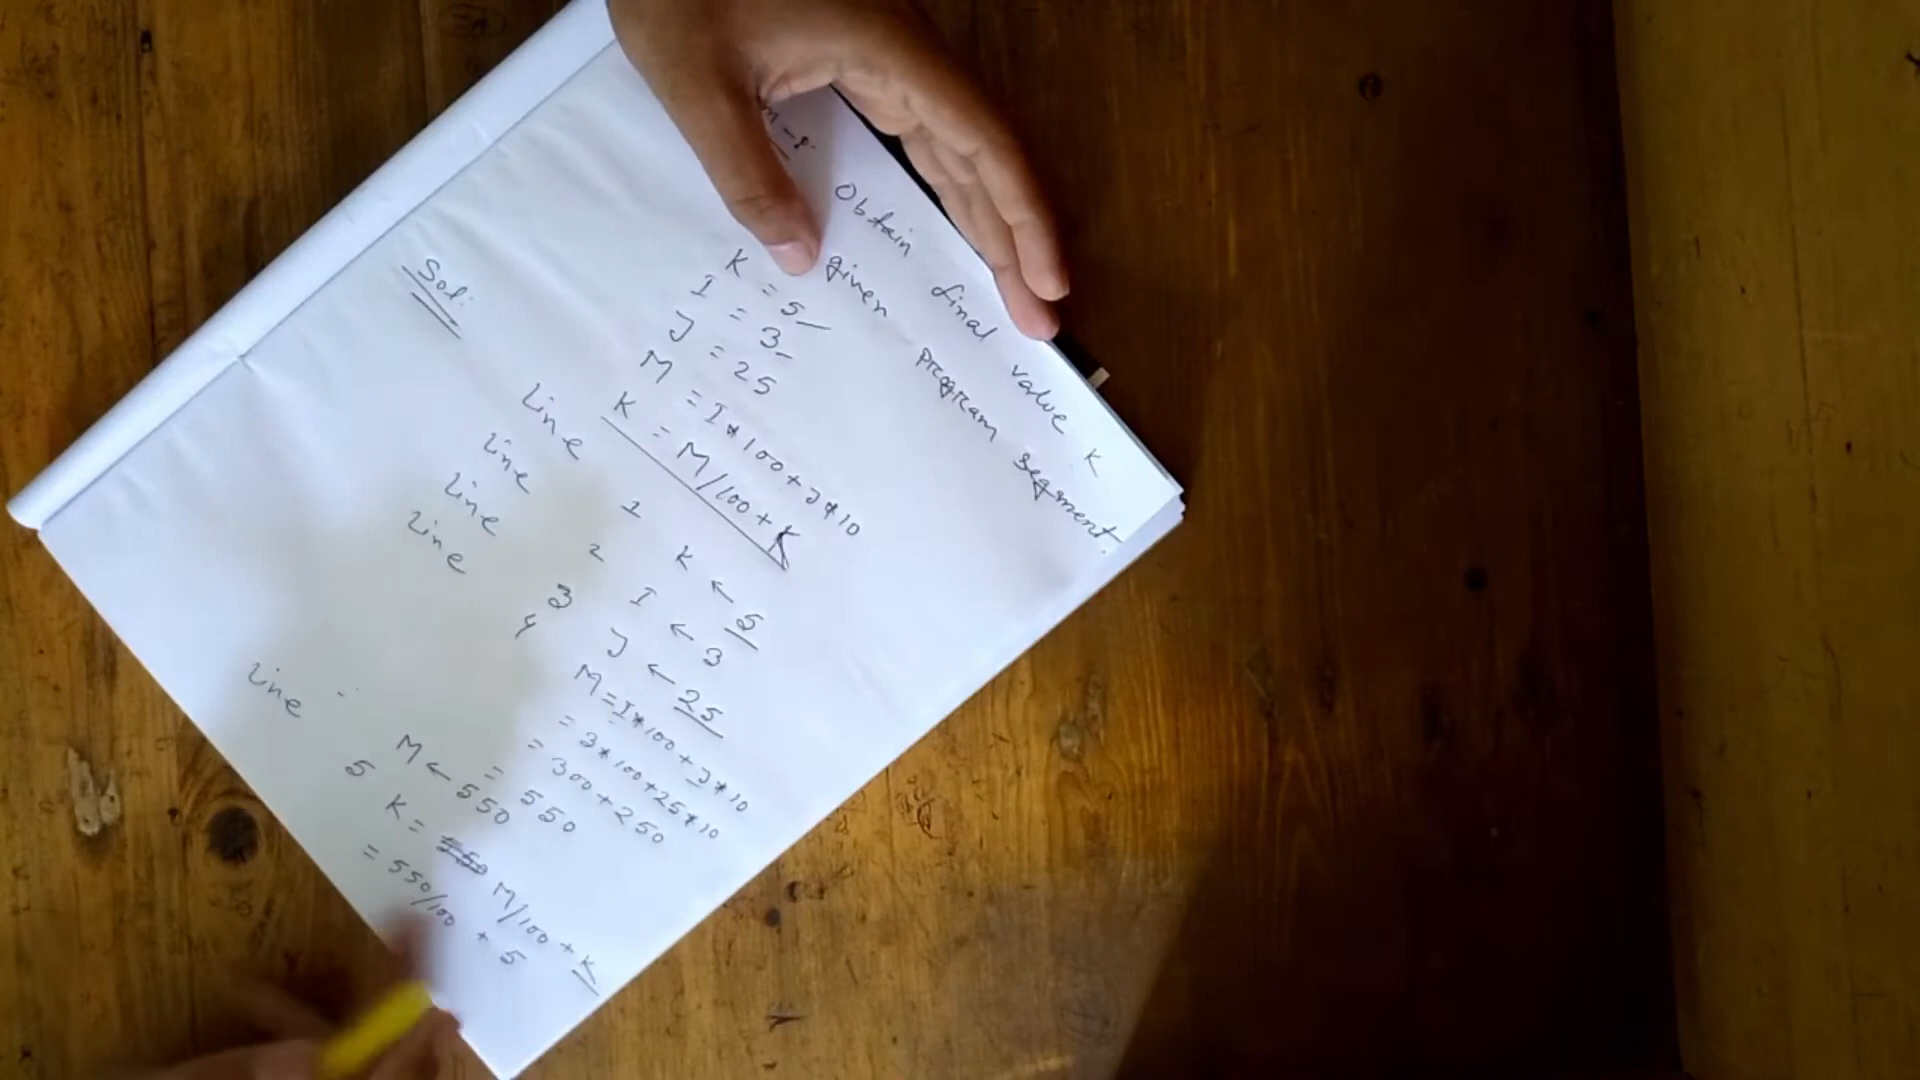 Obtain final value K
given program segment.
K = 5
I = 3
J = 25
M = I*100+J*10
K = M/100+K
Sol:
Line 1 K ← 5
Line 2 I ← 3
Line 3 J ← 25
Line 4 M=I*100+J*10
= 3*100+25*10
= 300+250
= 550
∴ M ← 550
Line 5 K = M/100+K
= 550/100 + 5